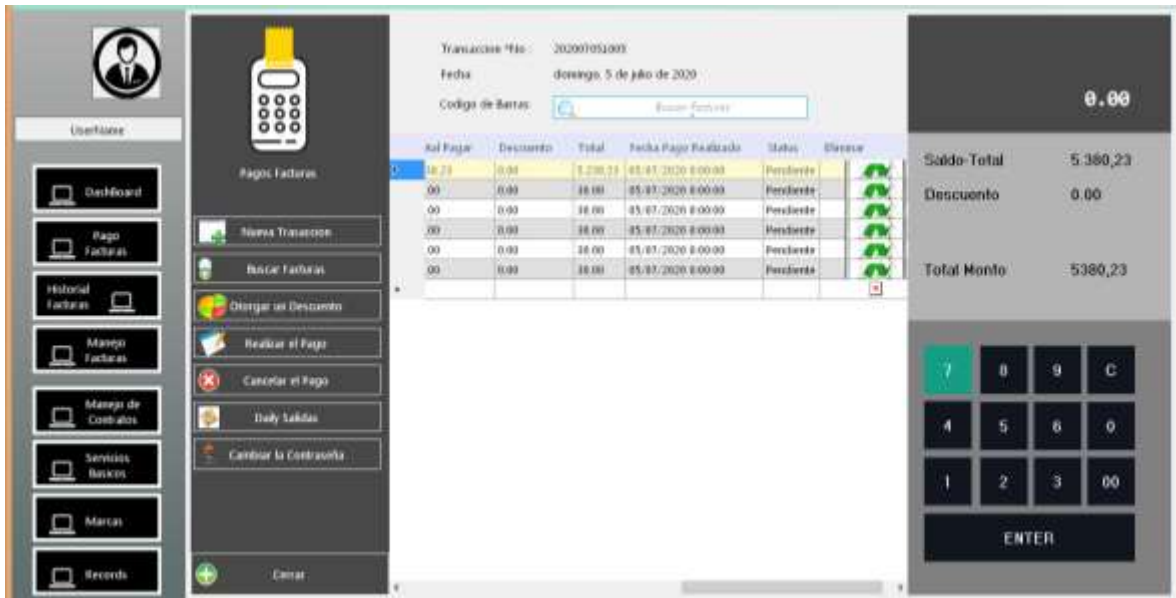 UserName
DashBoard
Pago
Facturas
Historial
Facturas
Manejo
Facturas
Manejo de
Contratos
Servicios
Basicos
Marcas
Records
Pagos Facturas
Nueva Trasaccion
Buscar Facturas
Otorgar un Descuento
Realizar el Pago
Cancelar el Pago
Daily Salidas
Cambiar la Contraseña
Cerrar
Transaccion *No
Fecha domingo, 5 de julio de 2020
Codigo de Barras Buscar Facturas
Pagar Descuento Total Fecha Pago Realizado Status Eliminar
0.00 05/07/2020 0:00:00 Pendiente
00 0.00 30.00 05/07/2020 0:00:00 Pendiente
00 0.00 30.00 05/07/2020 0:00:00 Pendiente
00 0.00 30.00 05/07/2020 0:00:00 Pendiente
00 0.00 30.00 05/07/2020 0:00:00 Pendiente
00 0.00 30.00 05/07/2020 0:00:00 Pendiente
0.00
Saldo-Total 5.380,23
Descuento 0.00
Total Monto 5380,23
7 8 9 C
4 5 6 0
1 2 3 00
ENTER